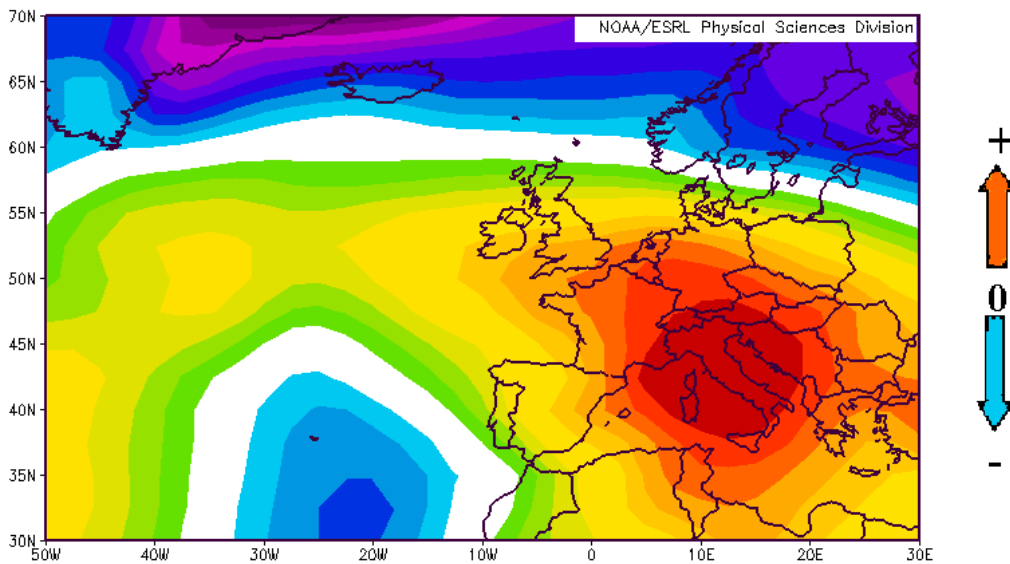 70N
NOAA/ESRL Physical Sciences Division
65N
60N
55N
50N
45N
40N
35N
30N
50W 40W 30W 20W 10W 0 10E 20E 30E
+
0
-